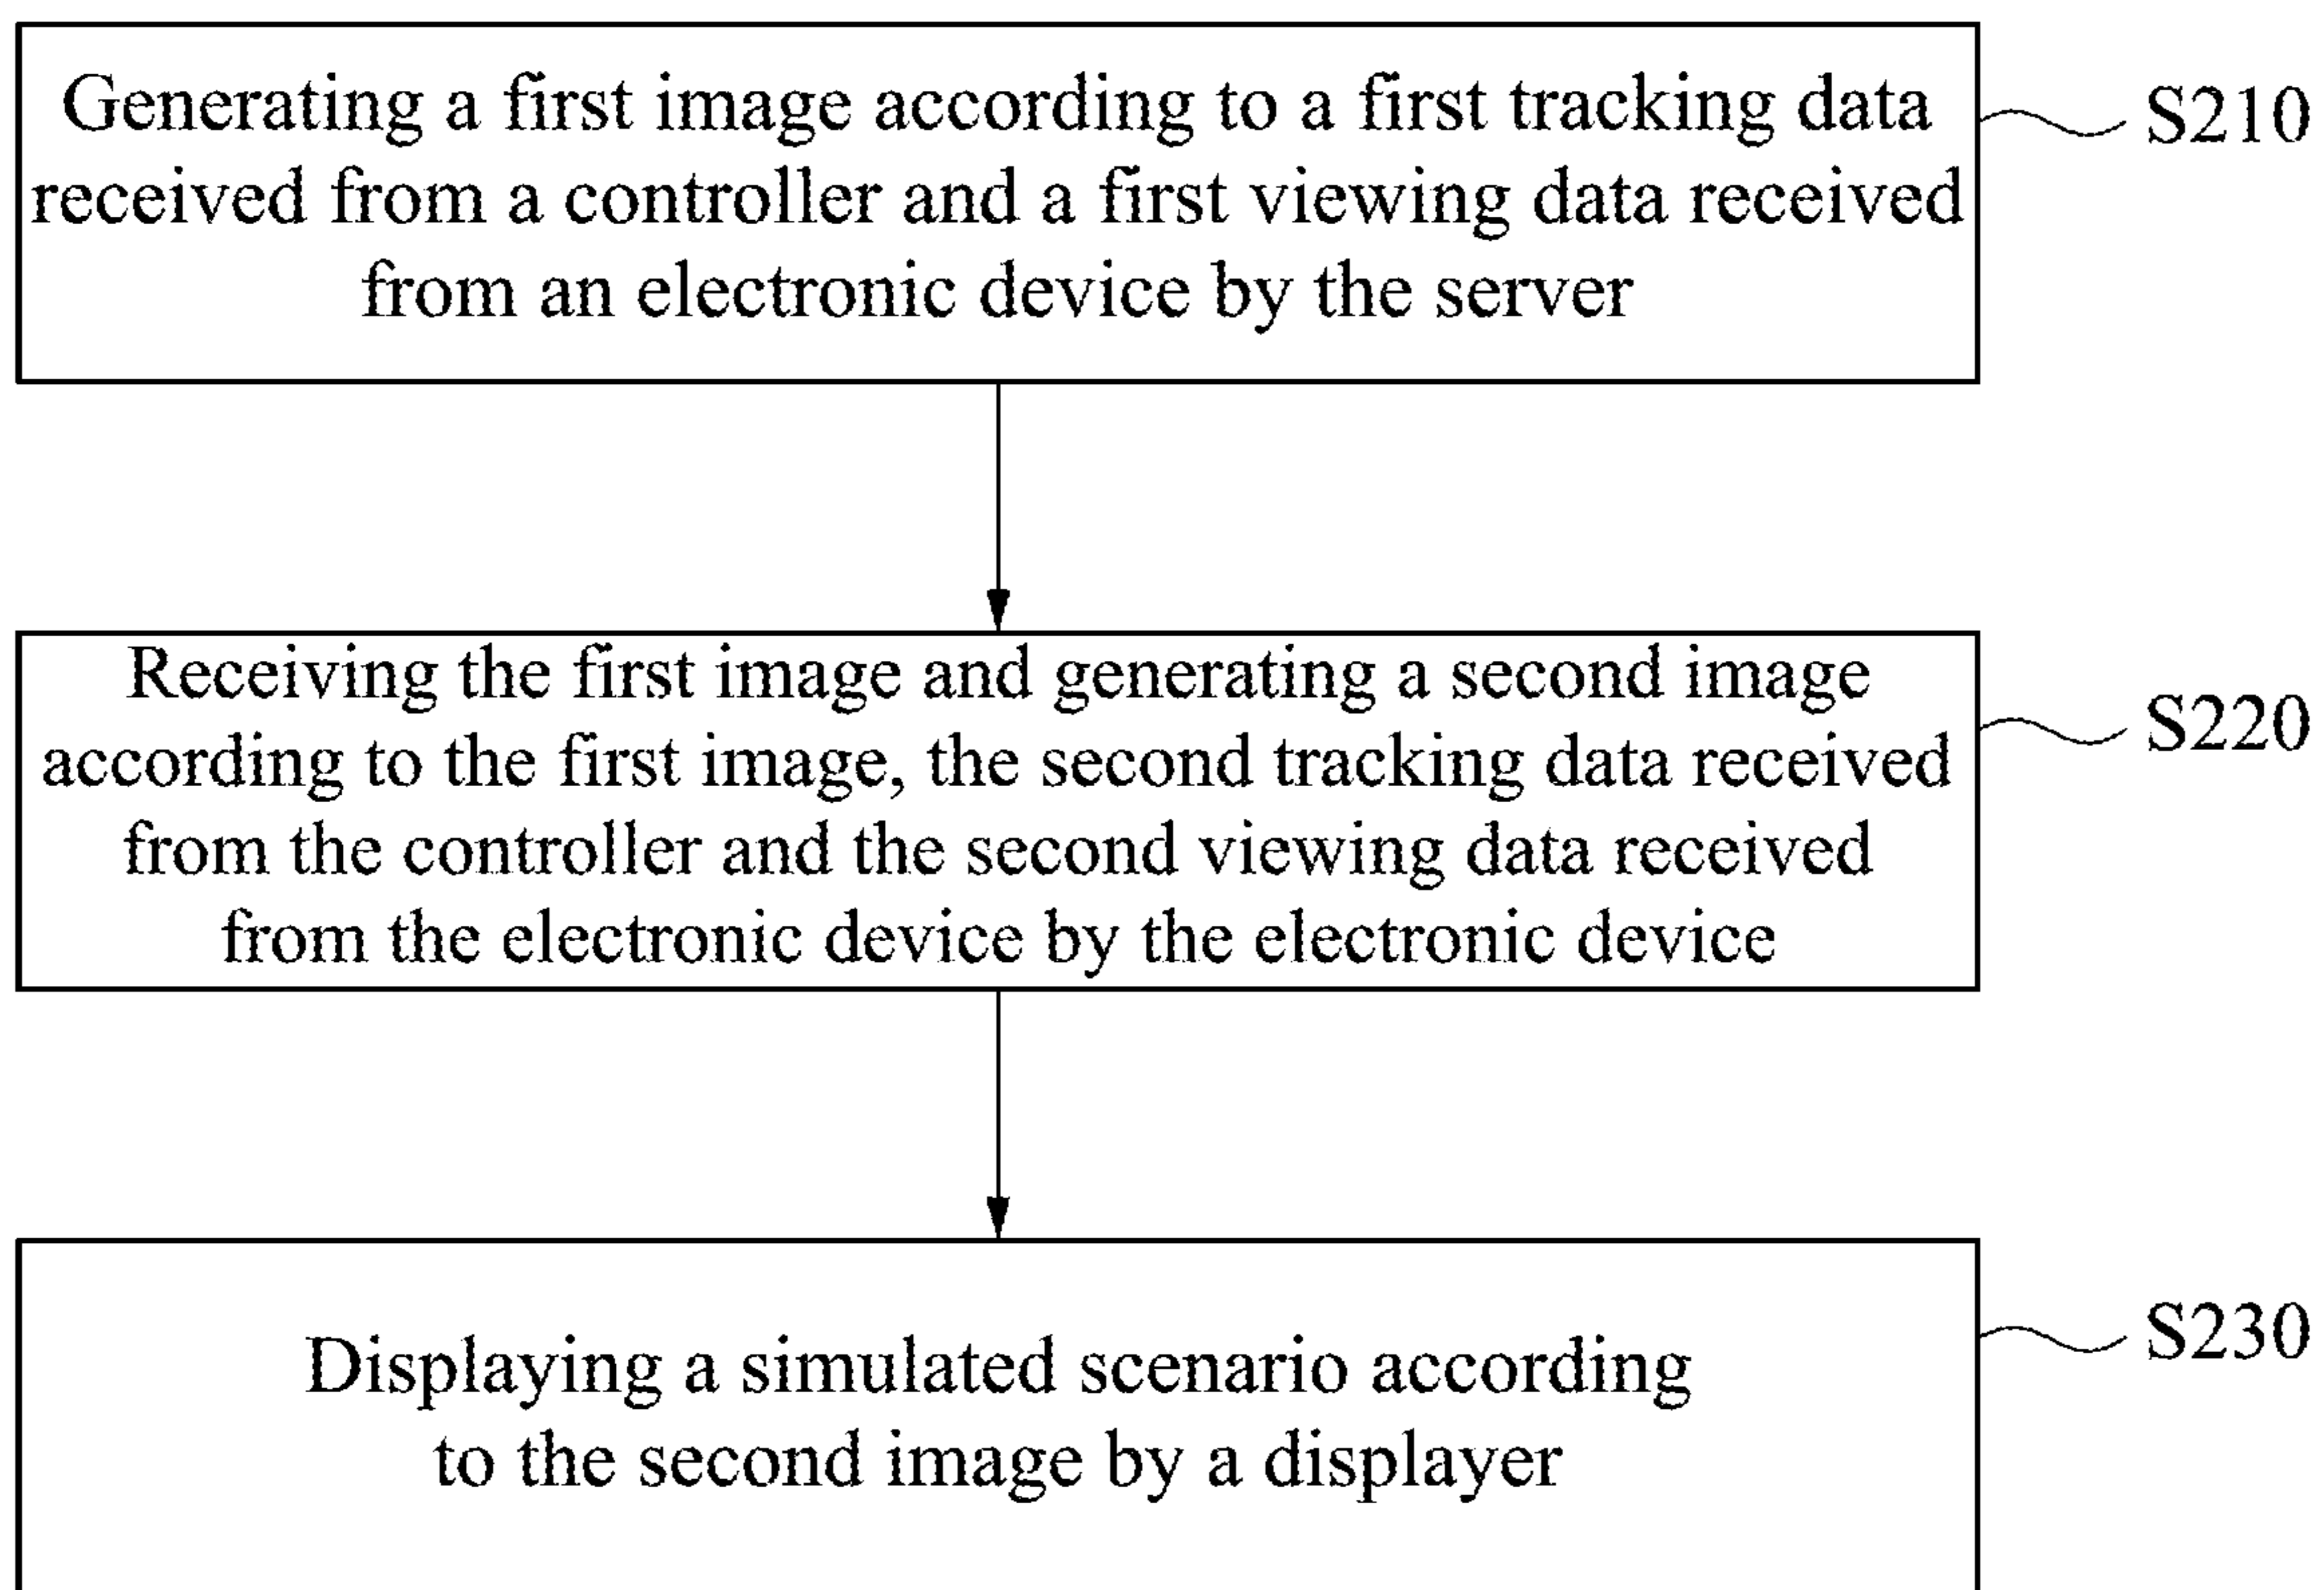 Generating a first image according to a first tracking data
received from a controller and a first viewing data received
from an electronic device by the server
S210
Receiving the first image and generating a second image
according to the first image, the second tracking data received
from the controller and the second viewing data received
from the electronic device by the electronic device
S220
Displaying a simulated scenario according
to the second image by a displayer
S230